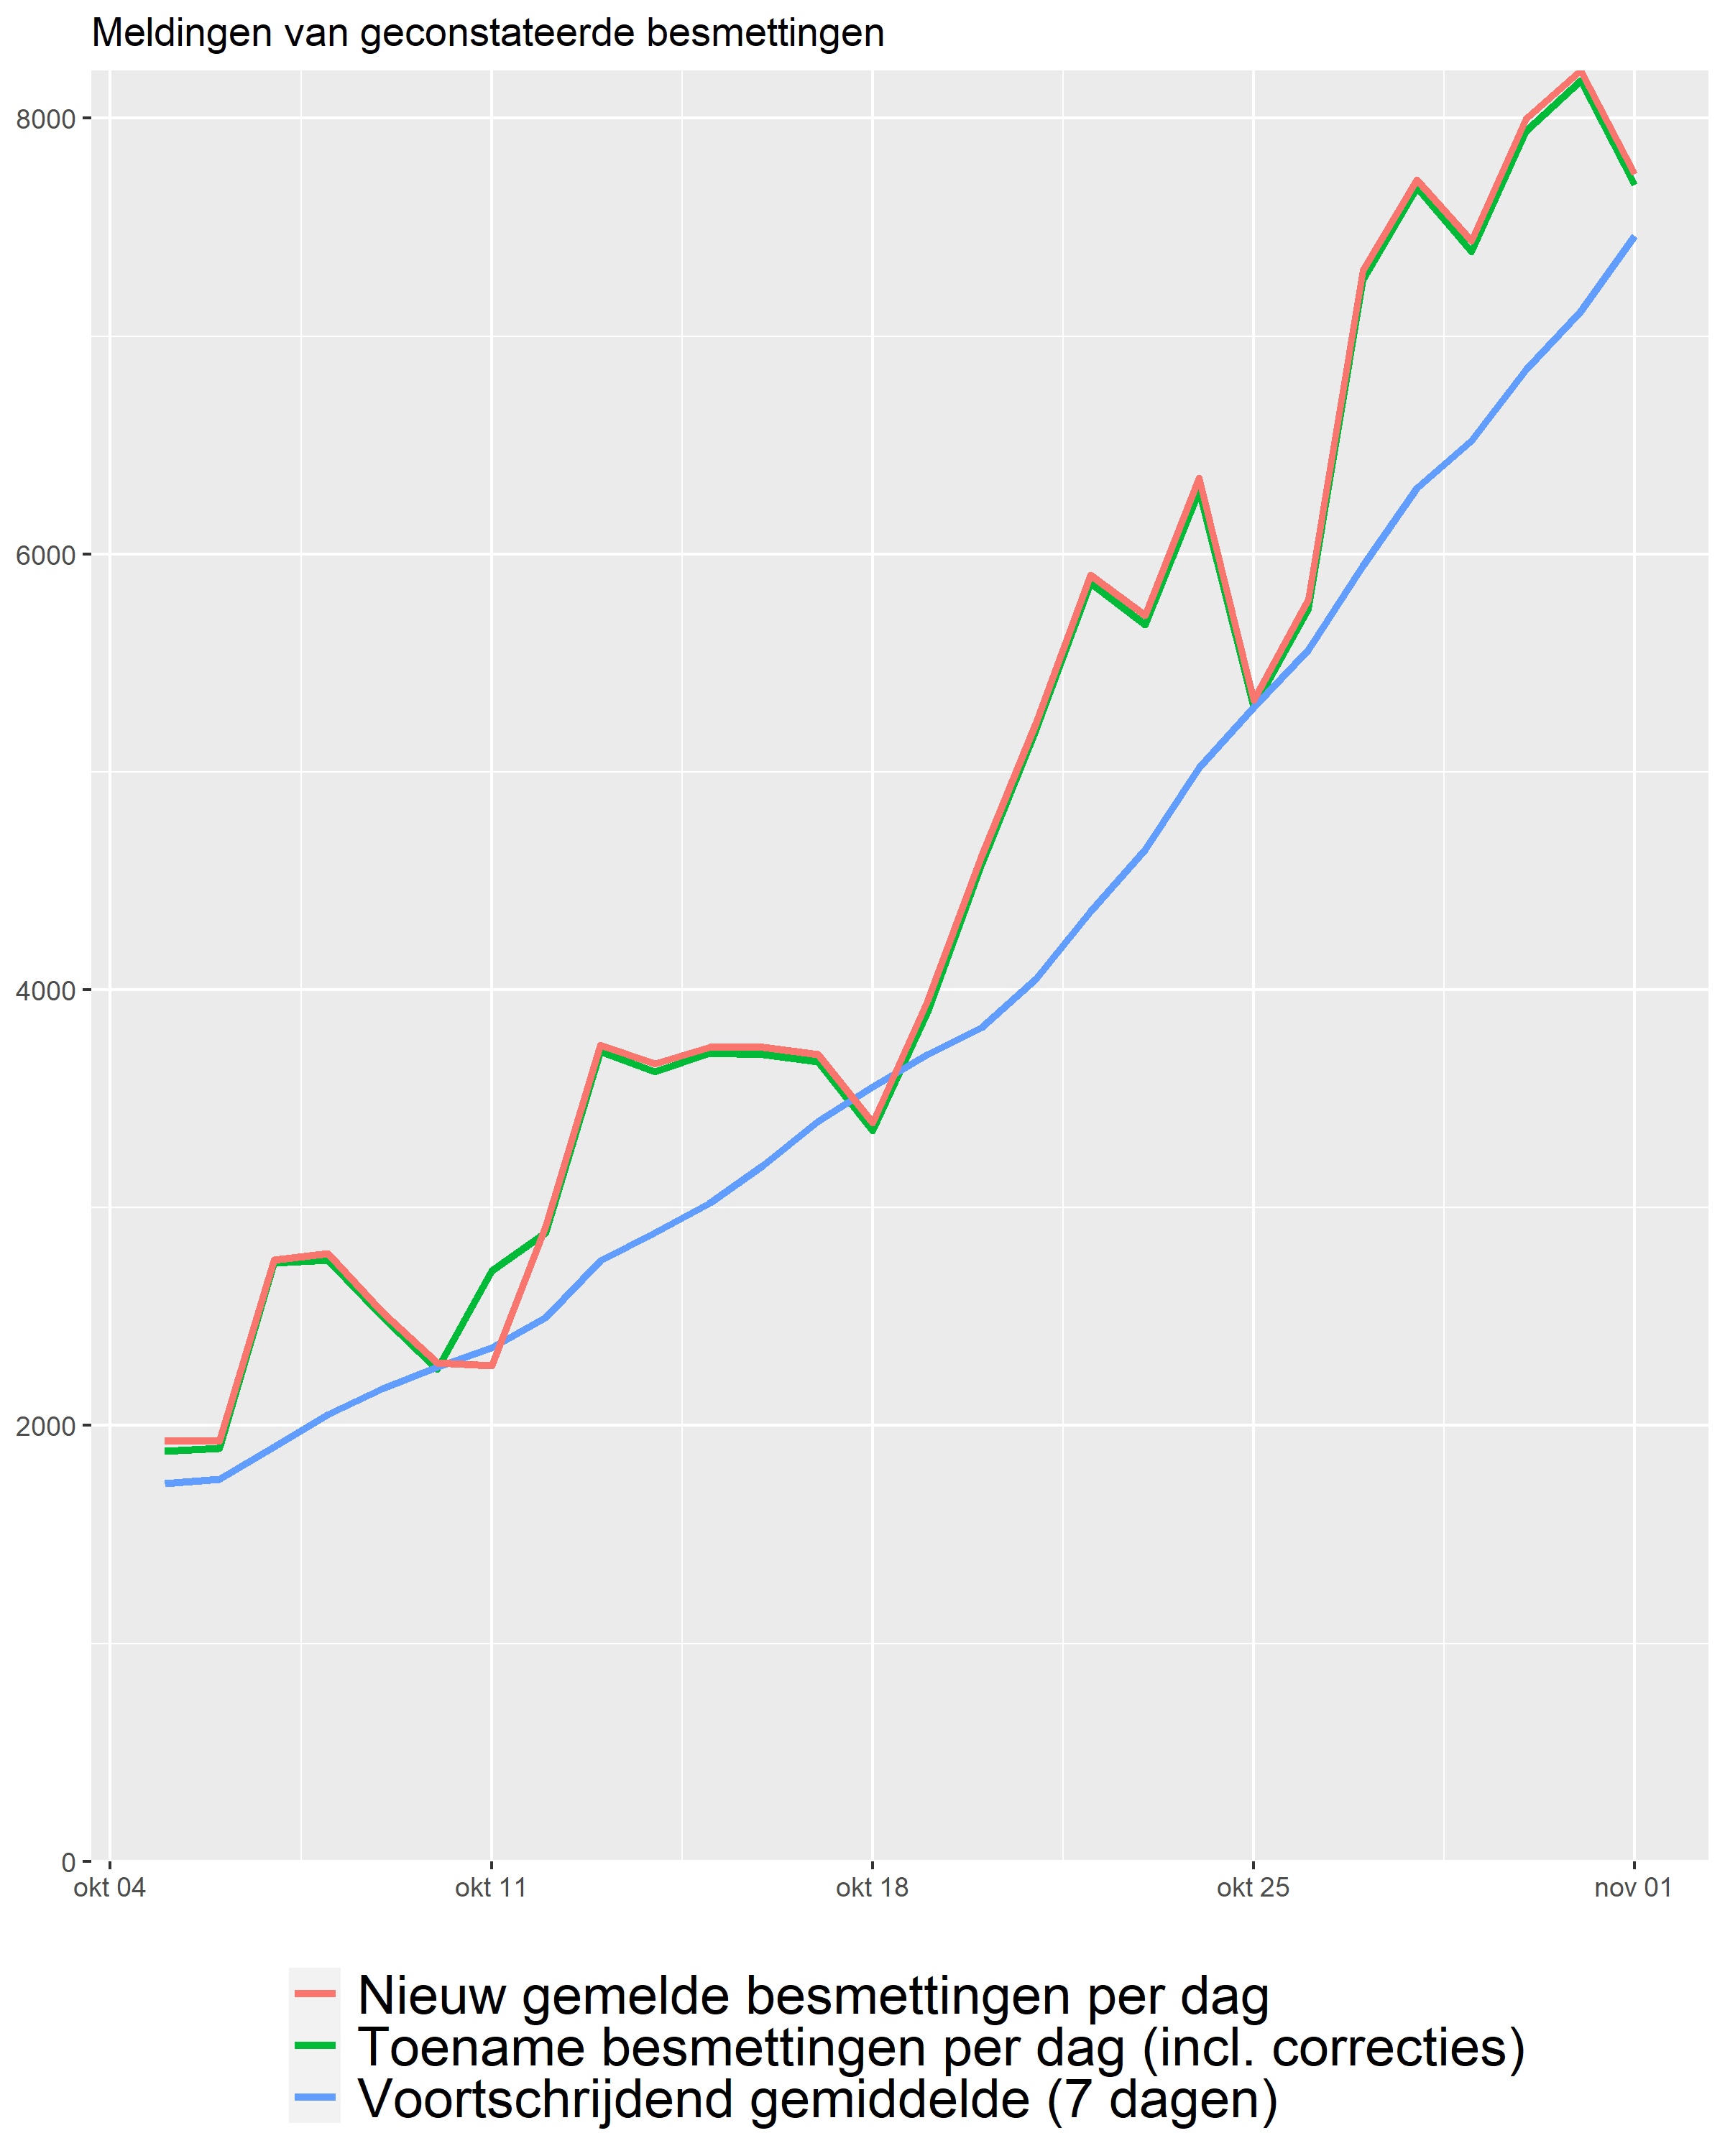 Meldingen van geconstateerde besmettingen
8000
6000
4000
2000
0
okt 04 okt 11 okt 18 okt 25 nov 01
Nieuw gemelde besmettingen per dag
Toename besmettingen per dag (incl. correcties)
Voortschrijdend gemiddelde (7 dagen)